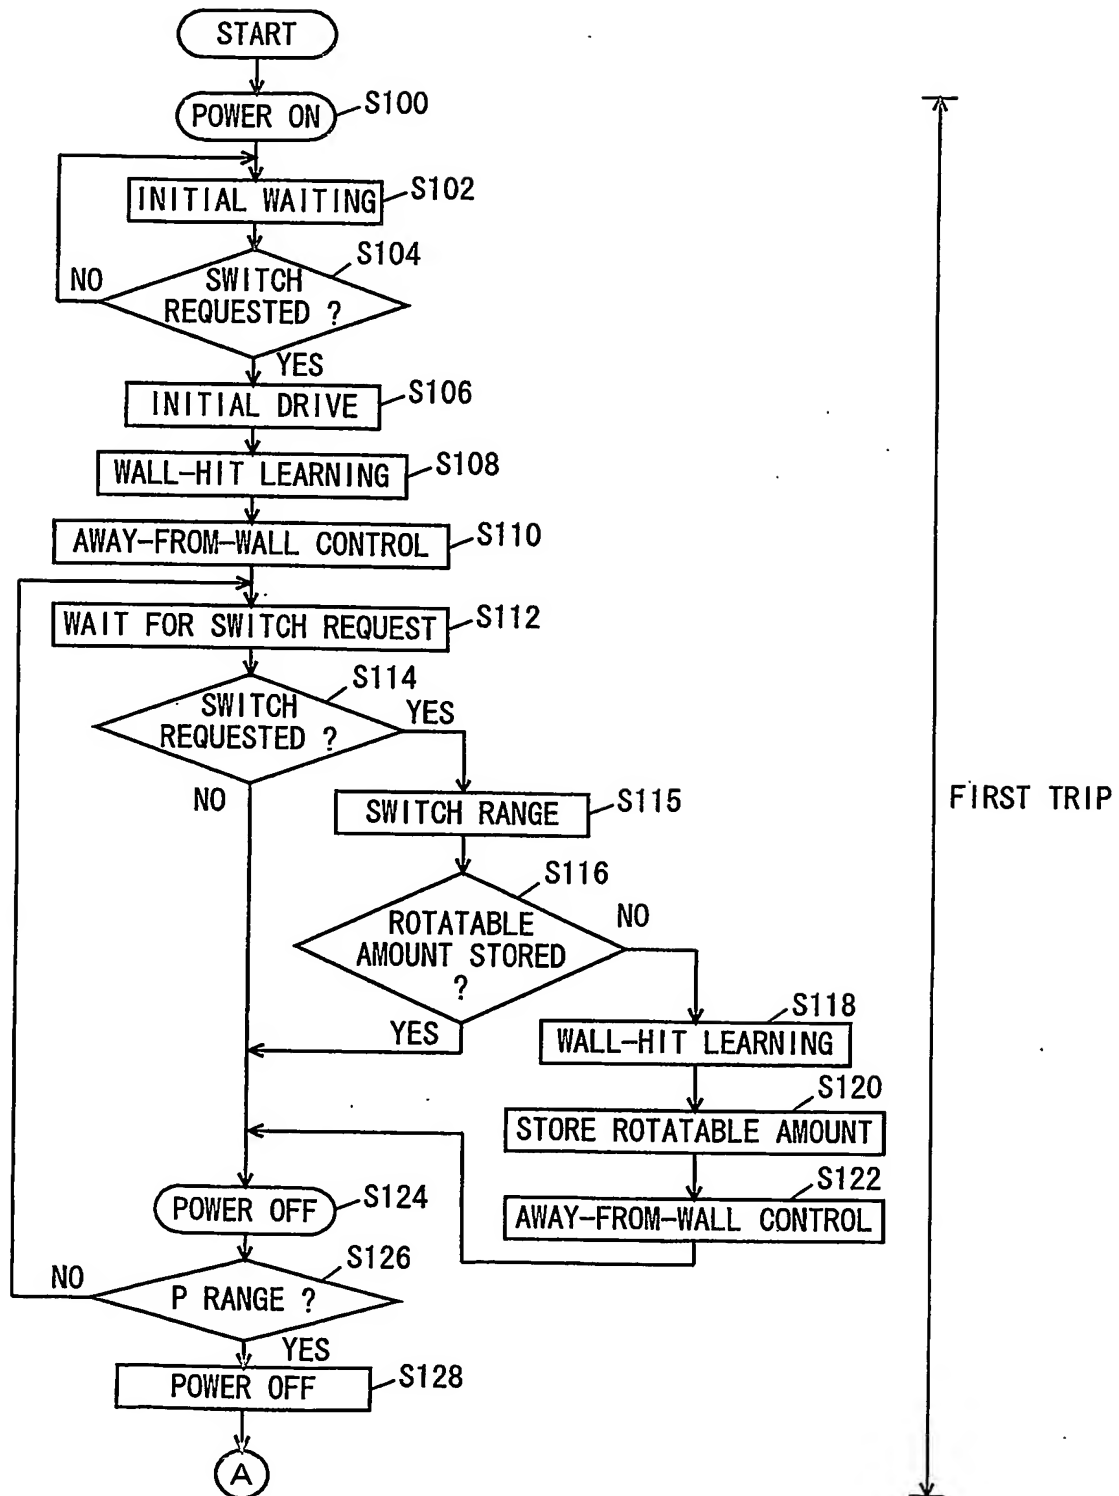 START
POWER ON
S100
INITIAL WAITING
S102
S104
NO
SWITCH
REQUESTED ?
YES
INITIAL DRIVE
S106
WALL-HIT LEARNING
S108
AWAY-FROM-WALL CONTROL
S110
WAIT FOR SWITCH REQUEST
S112
S114
SWITCH
REQUESTED ?
YES
NO
SWITCH RANGE
S115
FIRST TRIP
S116
ROTATABLE
AMOUNT STORED
?
NO
YES
S118
WALL-HIT LEARNING
S120
STORE ROTATABLE AMOUNT
S122
AWAY-FROM-WALL CONTROL
POWER OFF
S124
S126
NO
P RANGE ?
YES
POWER OFF
S128
A